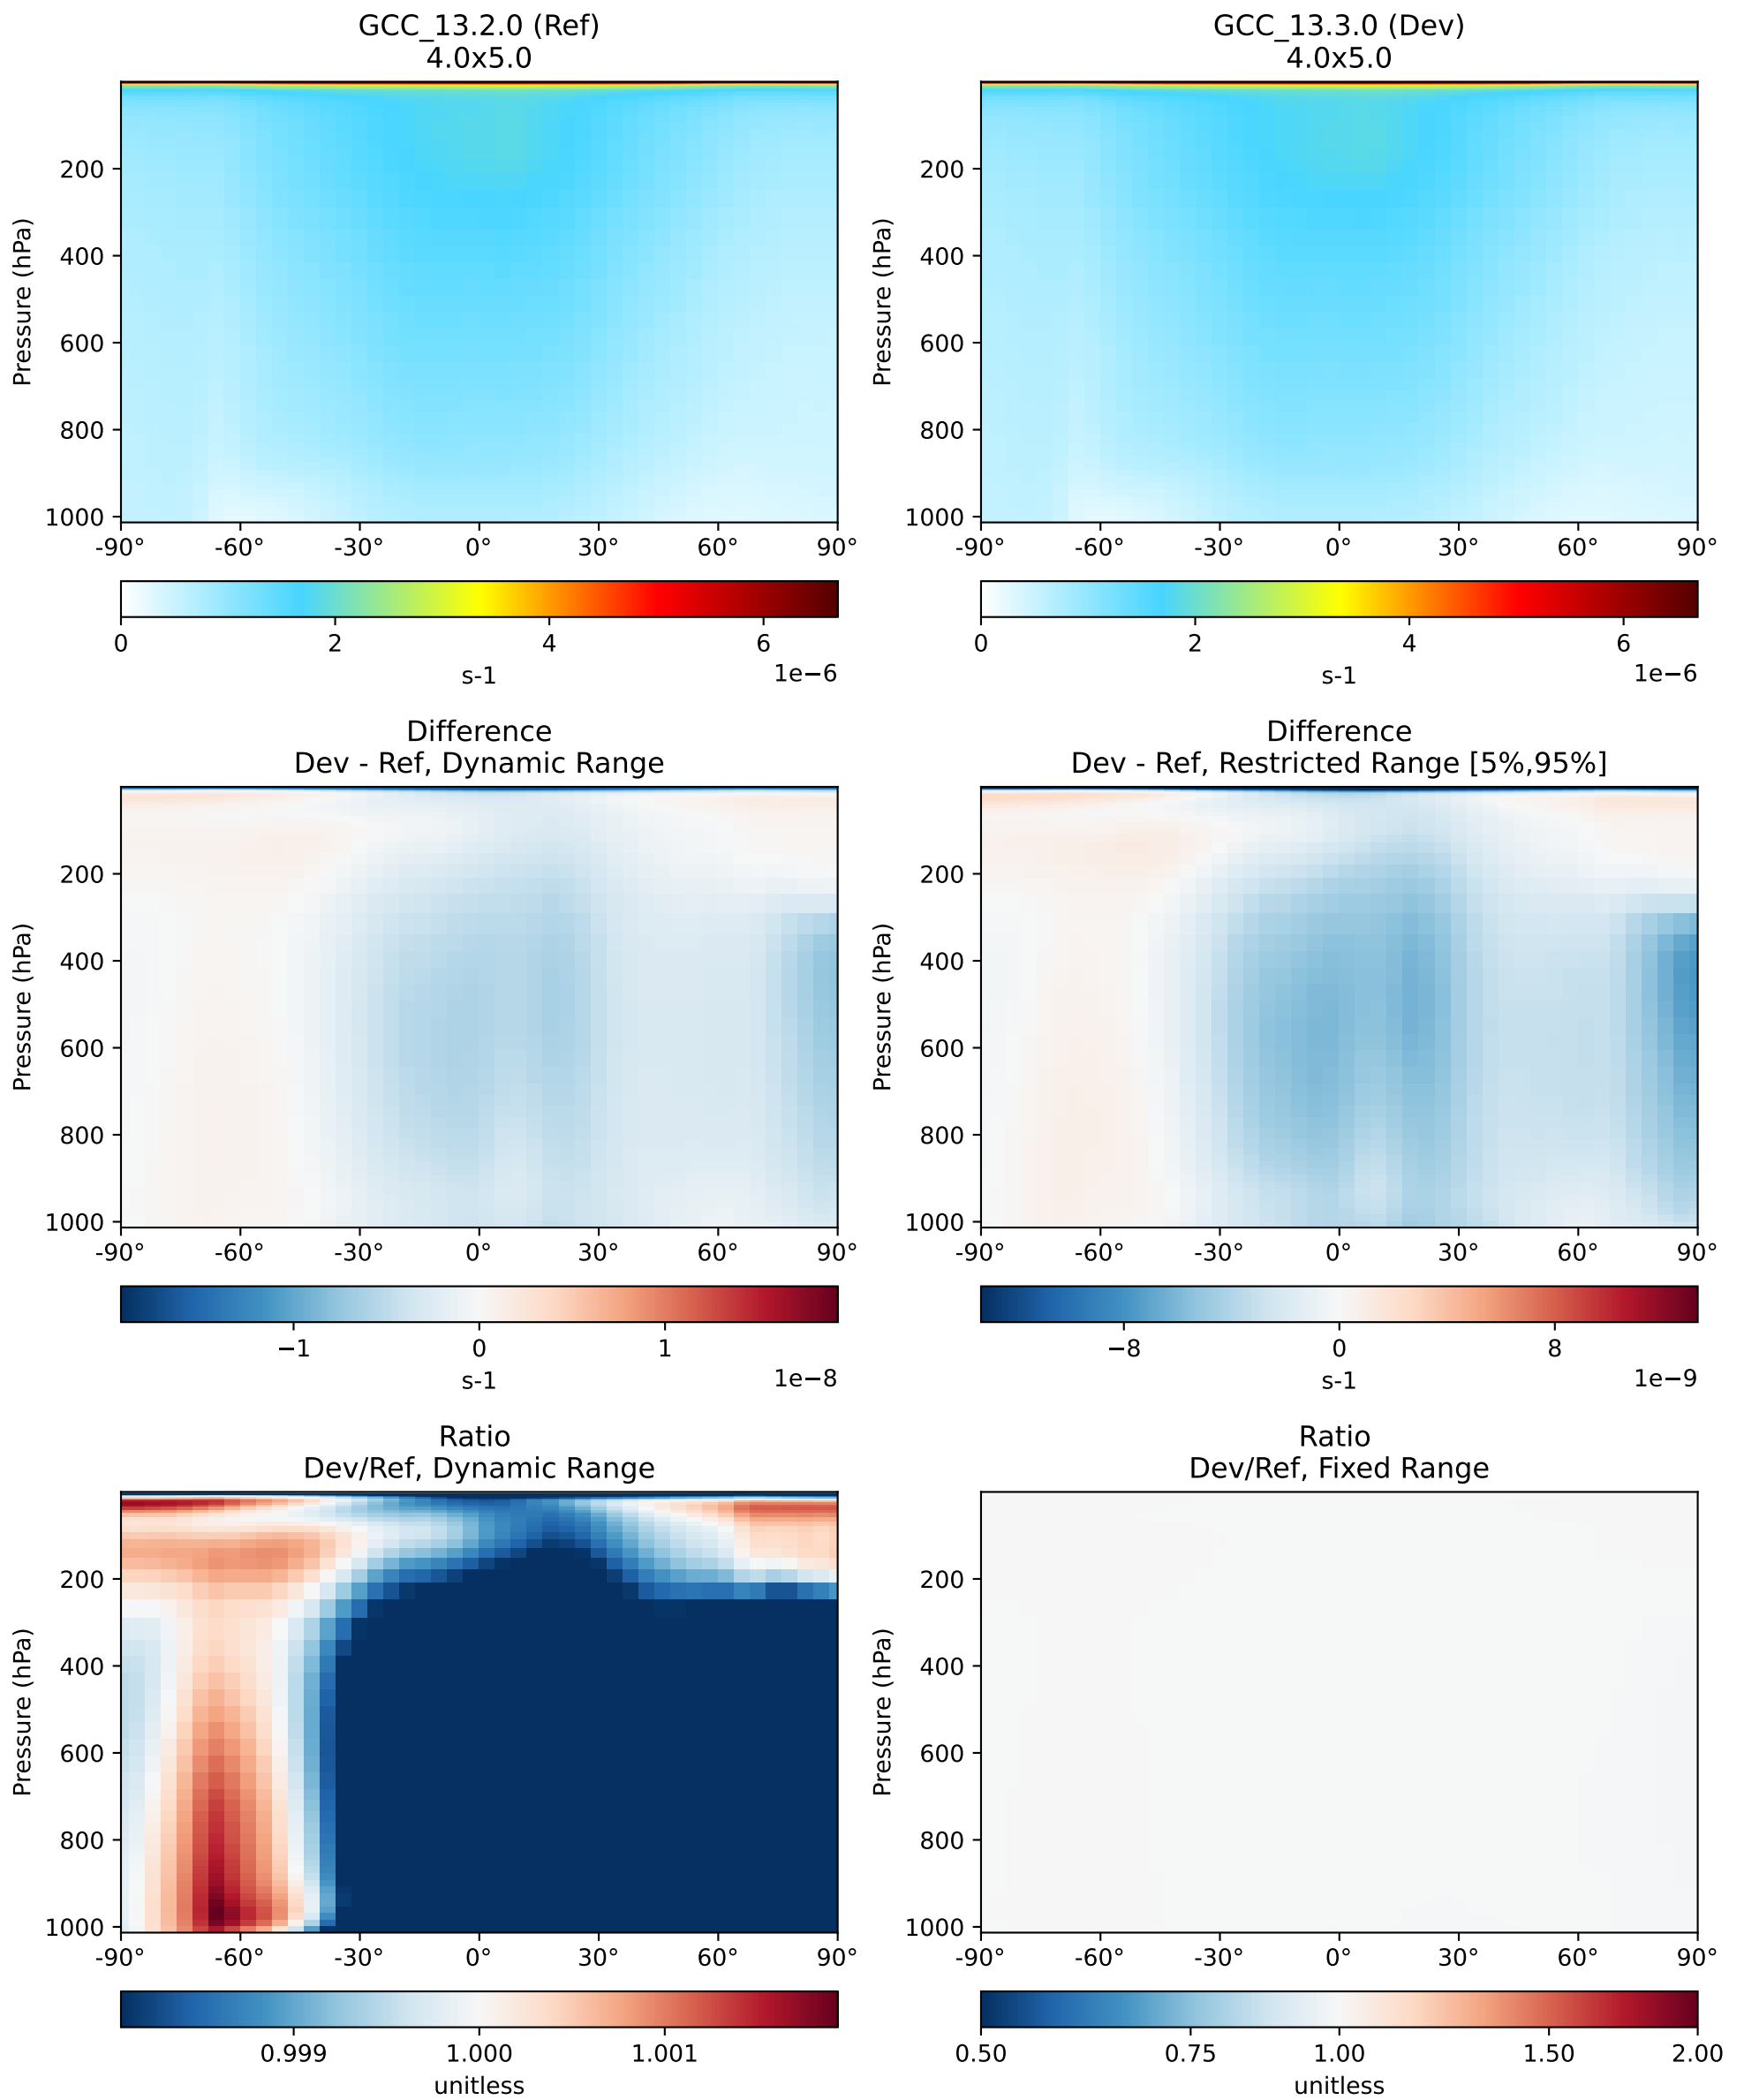 GCC_13.2.0 (Ref)
4.0x5.0
Pressure (hPa)
200
400
600
800
1000
-90° -60° -30° 0° 30° 60° 90°
0 2 4 6
s-1 1e−6
GCC_13.3.0 (Dev)
4.0x5.0
Pressure (hPa)
200
400
600
800
1000
-90° -60° -30° 0° 30° 60° 90°
0 2 4 6
s-1 1e−6
Difference
Dev - Ref, Dynamic Range
Pressure (hPa)
200
400
600
800
1000
-90° -60° -30° 0° 30° 60° 90°
−1 0 1
s-1 1e−8
Difference
Dev - Ref, Restricted Range [5%,95%]
Pressure (hPa)
200
400
600
800
1000
-90° -60° -30° 0° 30° 60° 90°
−8 0 8
s-1 1e−9
Ratio
Dev/Ref, Dynamic Range
Pressure (hPa)
200
400
600
800
1000
-90° -60° -30° 0° 30° 60° 90°
0.999 1.000 1.001
unitless
Ratio
Dev/Ref, Fixed Range
Pressure (hPa)
200
400
600
800
1000
-90° -60° -30° 0° 30° 60° 90°
0.50 0.75 1.00 1.50 2.00
unitless